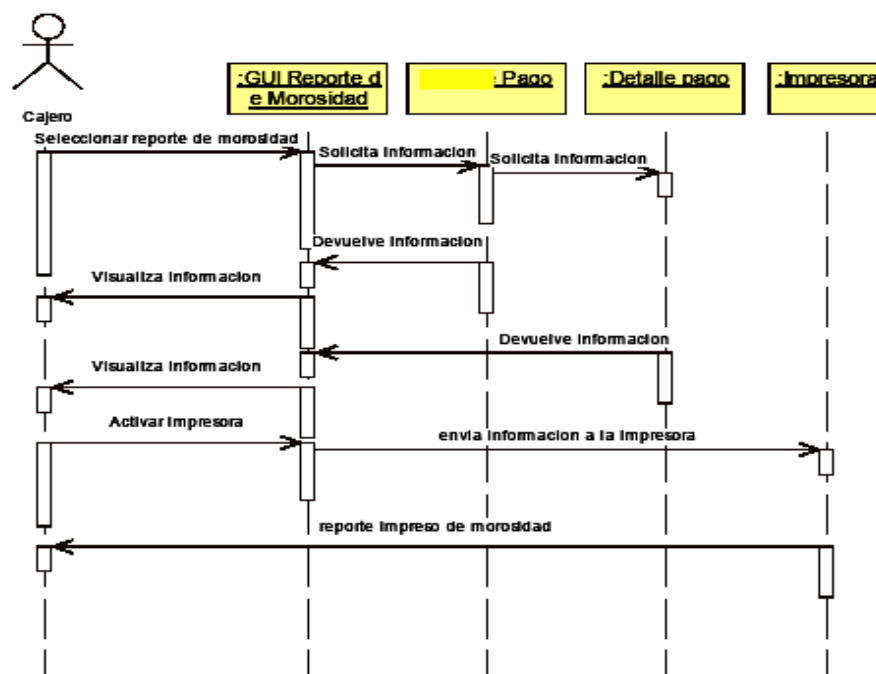 :GUI Reporte d
e Morosidad
Pago
:Detalle pago
:Impresora
Cajero
Seleccionar reporte de morosidad
Solicita Informacion
Solicita Informacion
Devuelve Informacion
Visualiza Informacion
Devuelve Informacion
Visualiza Informacion
Activar Impresora
envia Informacion a la Impresora
reporte Impreso de morosidad